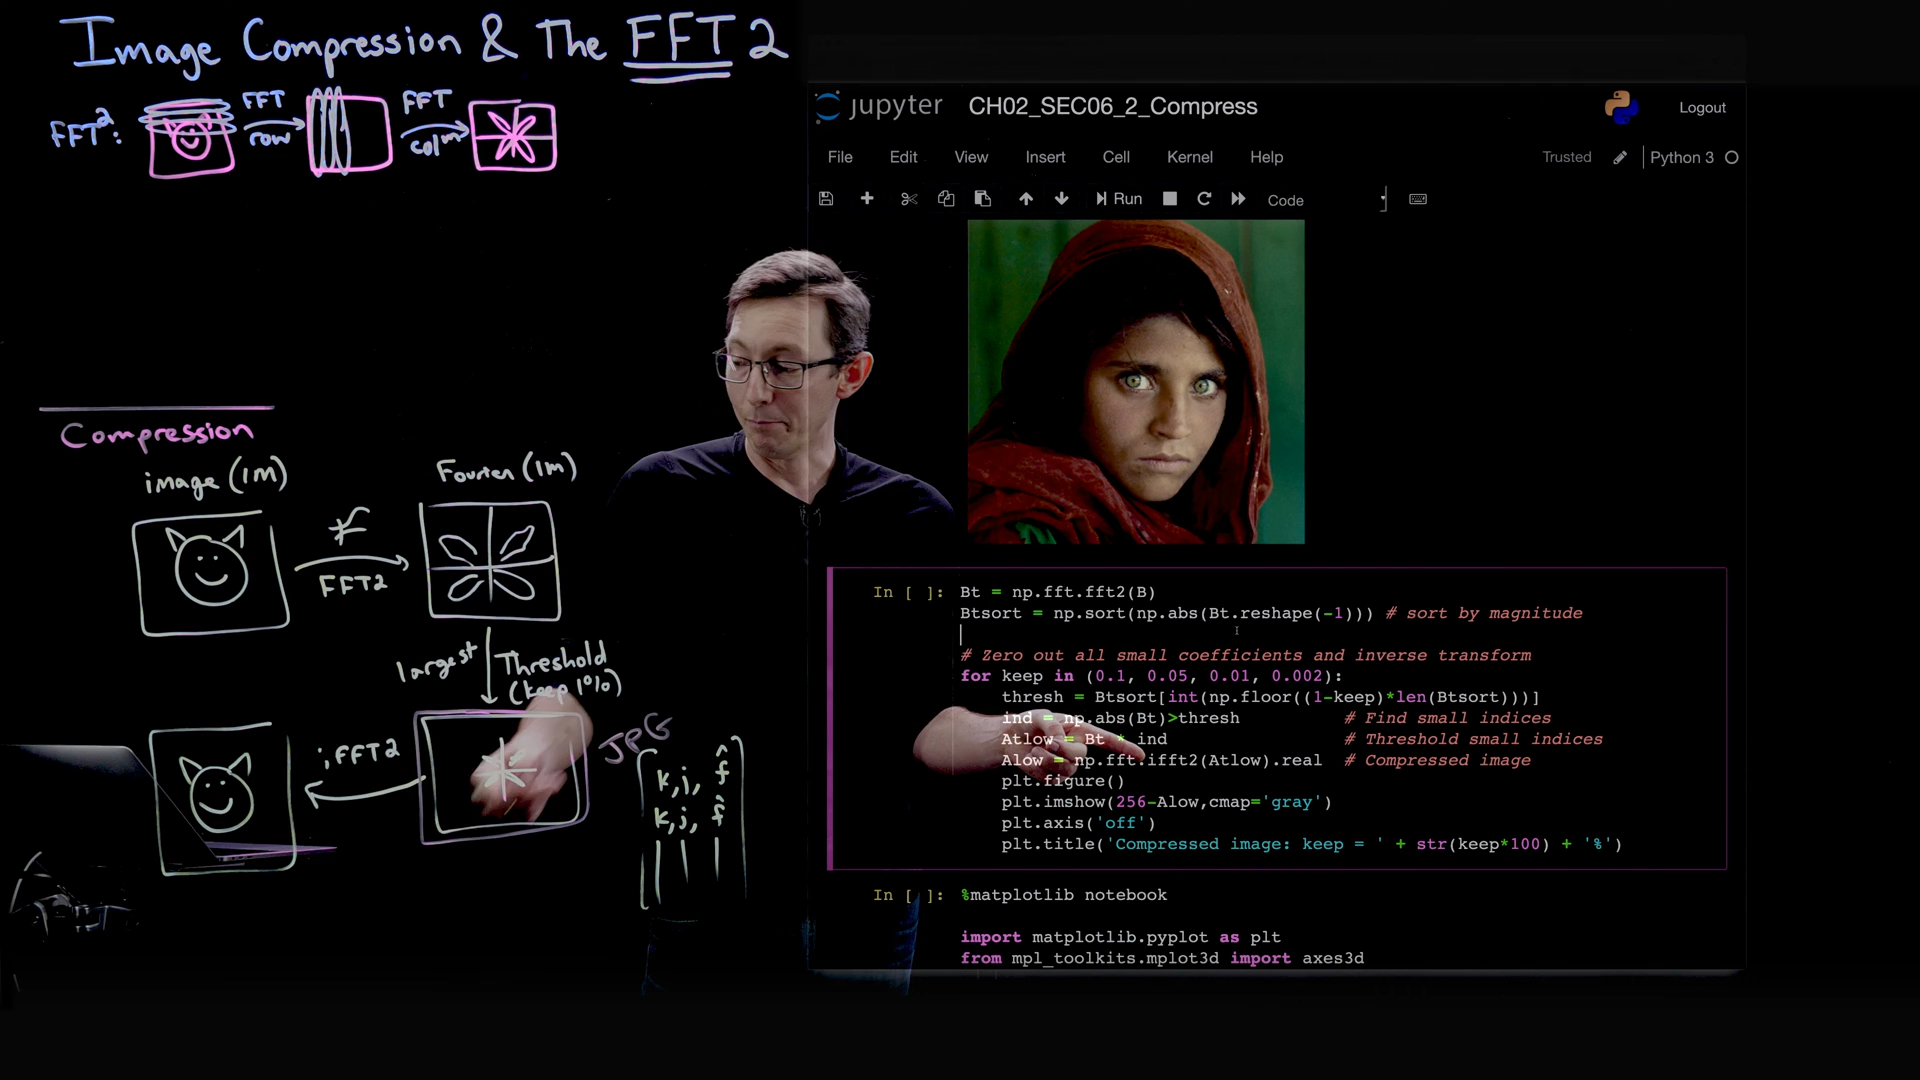 Image Compression & The FFT2
FFT²:
FFT
row
FFT
colm
Compression
image (1M)
FFT2
Fourier (1M)
largest
Threshold
(keep 1%)
JPG
iFFT2
k, j, f̂
k, j, f̂
jupyter CH02_SEC06_2_Compress
Logout
File Edit View Insert Cell Kernel Help
Trusted
Python 3
Run
Code
In [ ]: Bt = np.fft.fft2(B)
Btsort = np.sort(np.abs(Bt.reshape(-1))) # sort by magnitude
# Zero out all small coefficients and inverse transform
for keep in (0.1, 0.05, 0.01, 0.002):
thresh = Btsort[int(np.floor((1-keep)*len(Btsort)))]
ind = np.abs(Bt)>thresh # Find small indices
Atlow = Bt * ind # Threshold small indices
Alow = np.fft.ifft2(Atlow).real # Compressed image
plt.figure()
plt.imshow(256-Alow,cmap='gray')
plt.axis('off')
plt.title('Compressed image: keep = ' + str(keep*100) + '%')
In [ ]: %matplotlib notebook
import matplotlib.pyplot as plt
from mpl_toolkits.mplot3d import axes3d